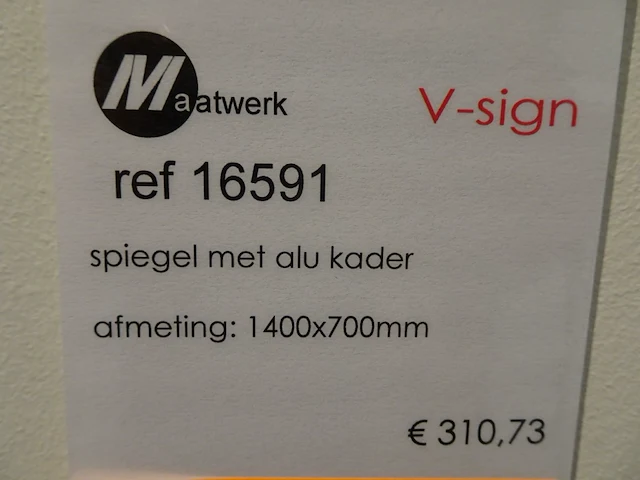 Maatwerk
V-sign
ref 16591
spiegel met alu kader
afmeting: 1400x700mm
€ 310,73